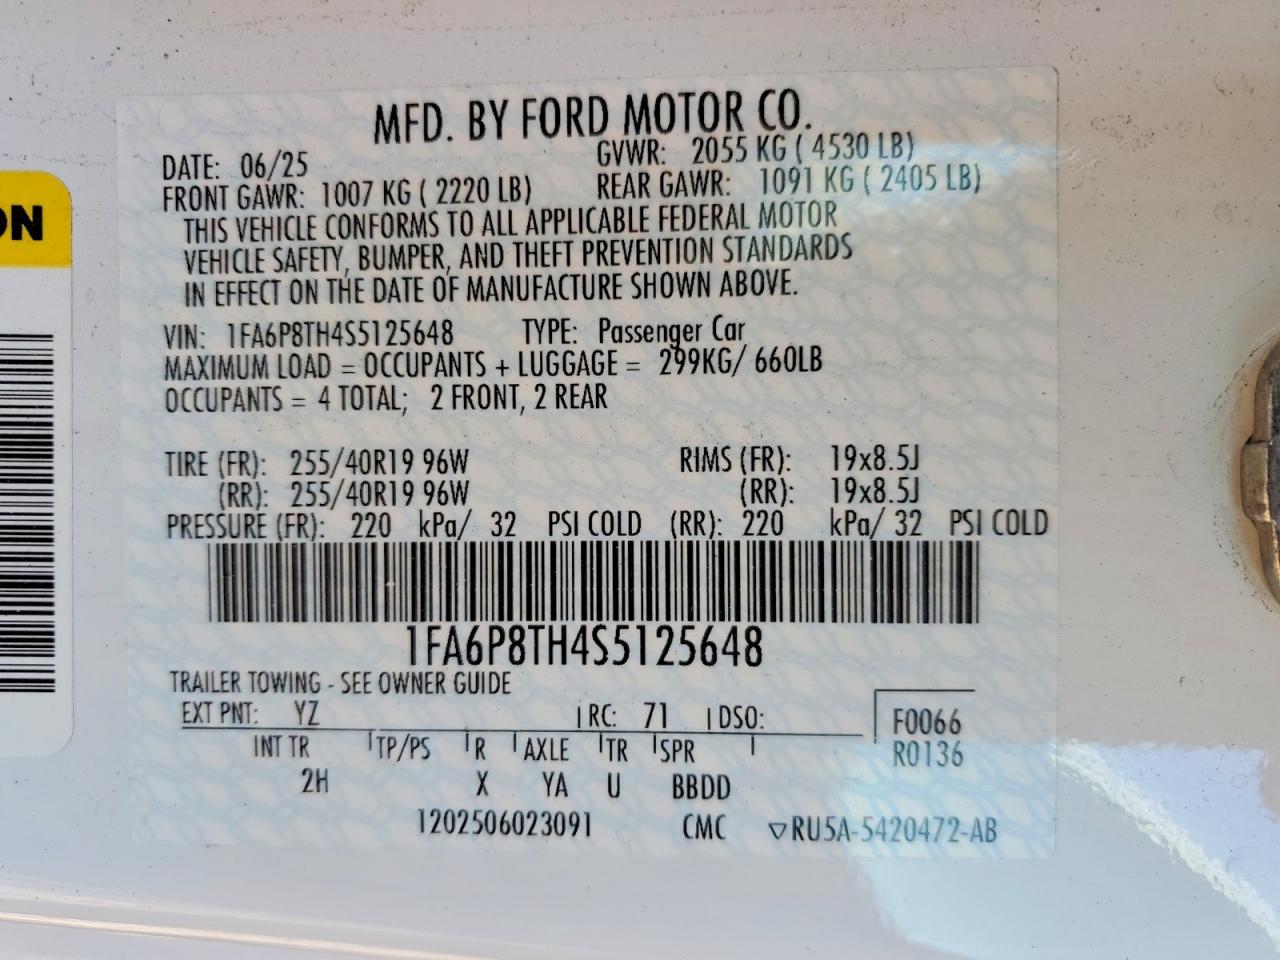 MFD. BY FORD MOTOR CO.
DATE: 06/25 GVWR: 2055 KG ( 4530 LB)
FRONT GAWR: 1007 KG ( 2220 LB) REAR GAWR: 1091 KG ( 2405 LB)
THIS VEHICLE CONFORMS TO ALL APPLICABLE FEDERAL MOTOR
VEHICLE SAFETY, BUMPER, AND THEFT PREVENTION STANDARDS
IN EFFECT ON THE DATE OF MANUFACTURE SHOWN ABOVE.
VIN: 1FA6P8TH4S5125648 TYPE: Passenger Car
MAXIMUM LOAD = OCCUPANTS + LUGGAGE = 299KG/ 660LB
OCCUPANTS = 4 TOTAL; 2 FRONT, 2 REAR
TIRE (FR): 255/40R19 96W RIMS (FR): 19x8.5J
(RR): 255/40R19 96W (RR): 19x8.5J
PRESSURE (FR): 220 kPa/ 32 PSI COLD (RR): 220 kPa/ 32 PSI COLD
1FA6P8TH4S5125648
TRAILER TOWING - SEE OWNER GUIDE
EXT PNT: YZ RC: 71 DSO: F0066
INT TR TP/PS R AXLE TR SPR R0136
2H X YA U BBDD
1202506023091 CMC ▽RU5A-5420472-AB
ON